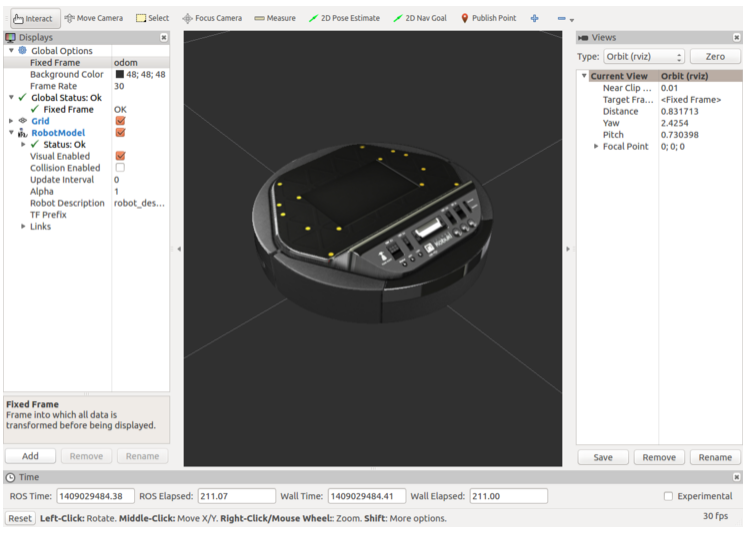 Interact Move Camera Select Focus Camera Measure 2D Pose Estimate 2D Nav Goal Publish Point
Displays
Global Options
Fixed Frame odom
Background Color 48; 48; 48
Frame Rate 30
Global Status: Ok
Fixed Frame OK
Grid
RobotModel
Status: Ok
Visual Enabled
Collision Enabled
Update Interval 0
Alpha 1
Robot Description robot_des...
TF Prefix
Links
Fixed Frame
Frame into which all data is
transformed before being displayed.
Add Remove Rename
Views
Type: Orbit (rviz) Zero
Current View Orbit (rviz)
Near Clip ... 0.01
Target Fra... <Fixed Frame>
Distance 0.831713
Yaw 2.4254
Pitch 0.730398
Focal Point 0; 0; 0
Save Remove Rename
Time
ROS Time: 1409029484.38 ROS Elapsed: 211.07 Wall Time: 1409029484.41 Wall Elapsed: 211.00 Experimental
Reset Left-Click: Rotate. Middle-Click: Move X/Y. Right-Click/Mouse Wheel:: Zoom. Shift: More options. 30 fps